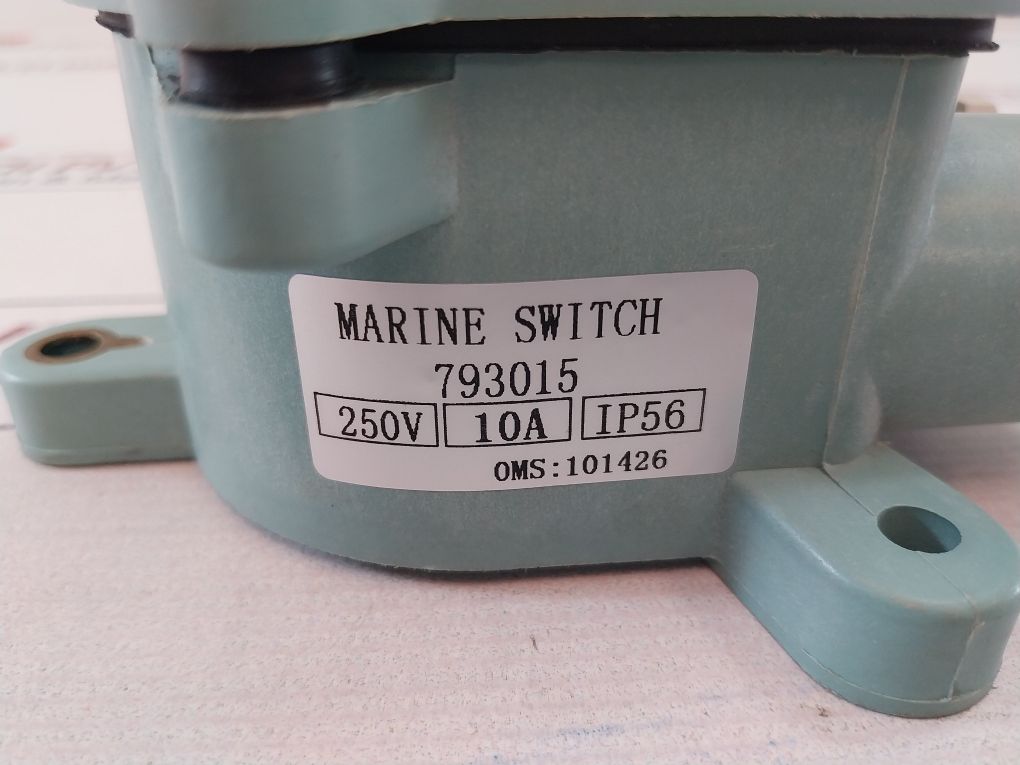 MARINE SWITCH
793015
250V 10A IP56
OMS:101426